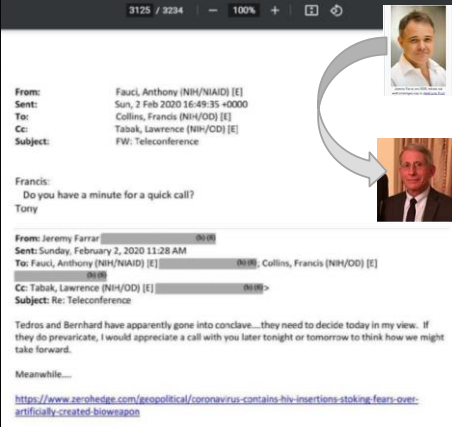 3125 / 3234 — 100% +
From: Fauci, Anthony (NIH/NIAID) [E]
Sent: Sun, 2 Feb 2020 16:49:35 +0000
To: Collins, Francis (NIH/OD) [E]
Cc: Tabak, Lawrence (NIH/OD) [E]
Subject: FW: Teleconference
Francis:
Do you have a minute for a quick call?
Tony
From: Jeremy Farrar (b) (6)
Sent: Sunday, February 2, 2020 11:28 AM
To: Fauci, Anthony (NIH/NIAID) [E] (b) (6); Collins, Francis (NIH/OD) [E]
(b) (6)
Cc: Tabak, Lawrence (NIH/OD) [E] (b) (6)>
Subject: Re: Teleconference
Tedros and Bernhard have apparently gone into conclave....they need to decide today in my view. If
they do prevaricate, I would appreciate a call with you later tonight or tomorrow to think how we might
take forward.
Meanwhile....
https://www.zerohedge.com/geopolitical/coronavirus-contains-hiv-insertions-stoking-fears-over-
artificially-created-bioweapon